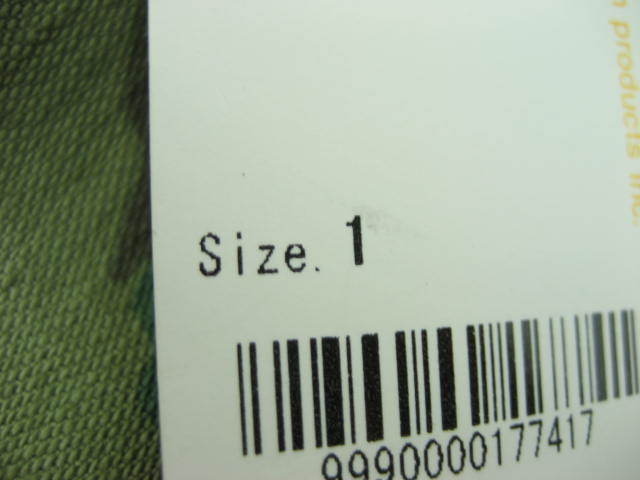 products inc.
Size. 1
9990000177417